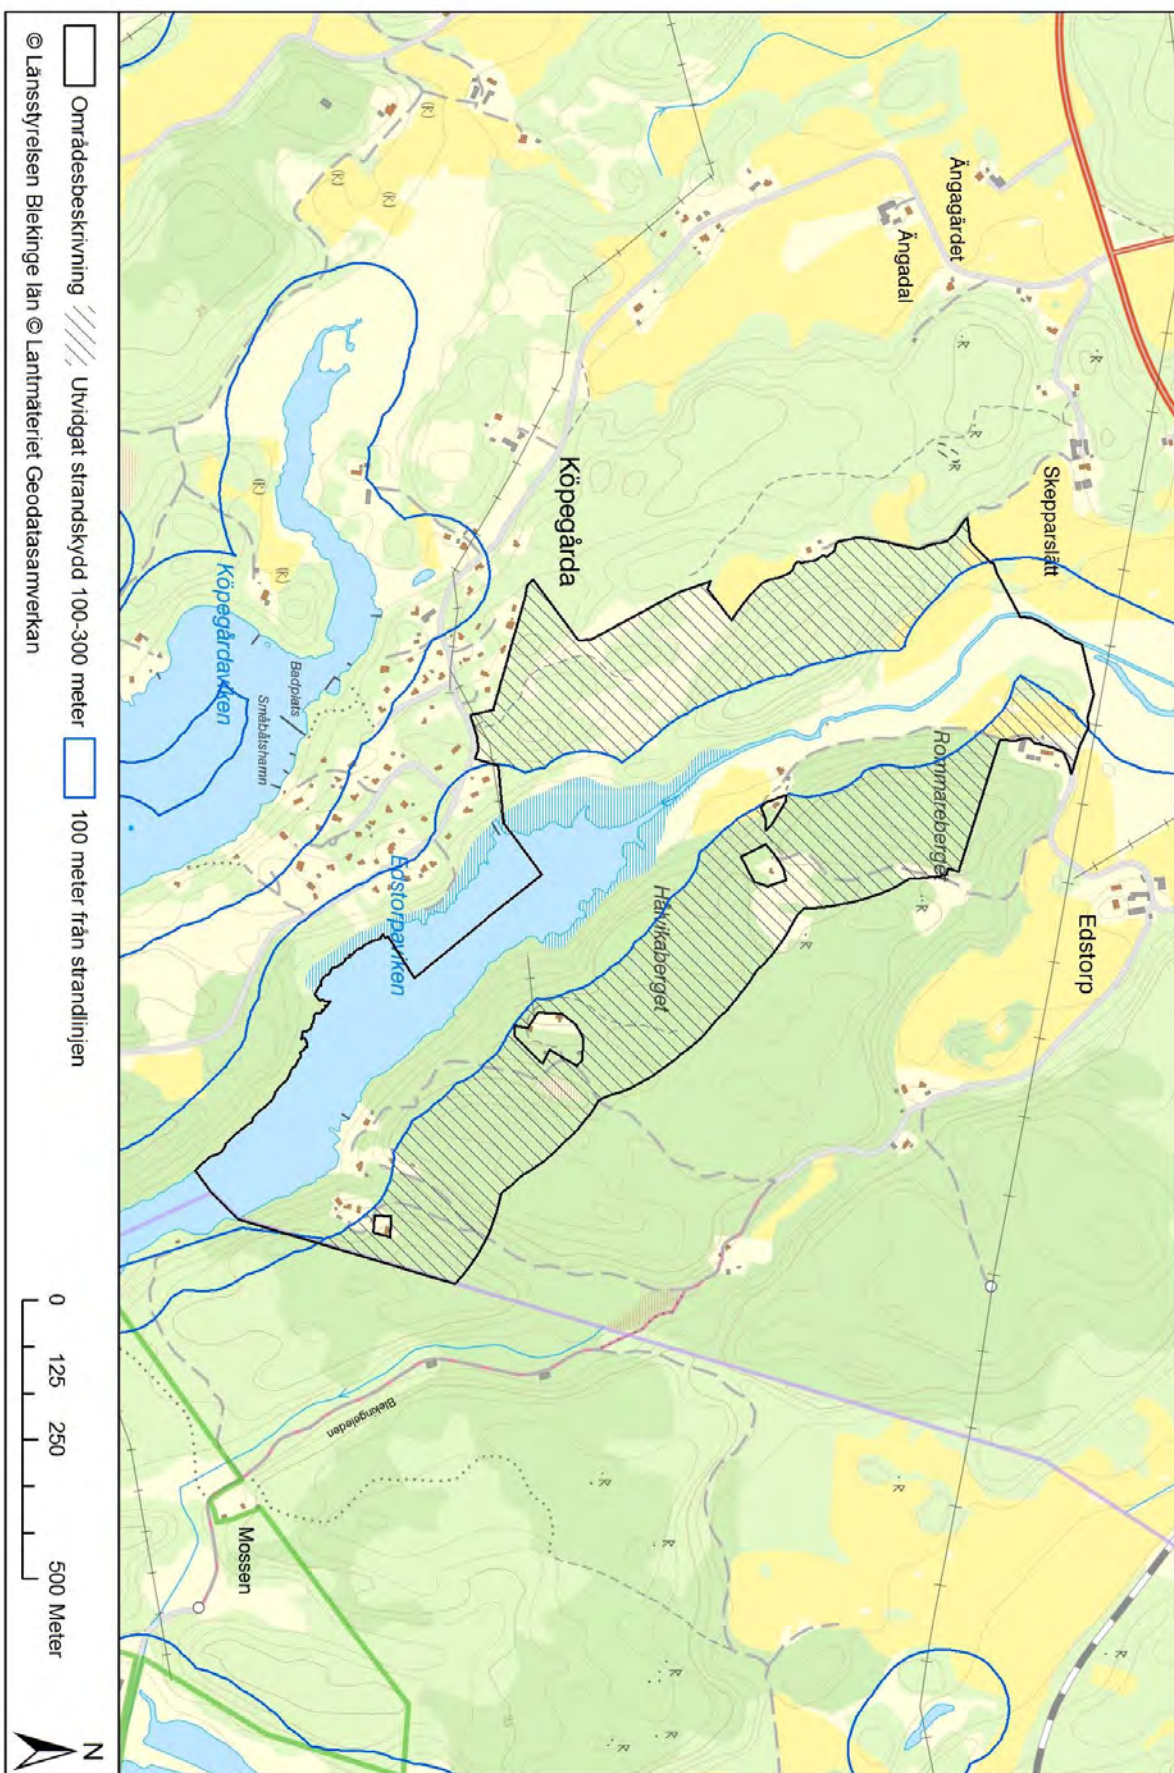 Ängagärdet
Ängadal
Skepparslätt
Edstorp
Rommareberget
Hålvikaberget
Köpegårda
Edstorpaviken
Köpegårdaviken
Badplats
Småbåtshamn
Blekingeleden
Mossen
(R)
(R)
(R)
(R)
(R)
R
R
R
R
R
R
R
R
R
R
R
R
R
Områdesbeskrivning
Utvidgat strandskydd 100-300 meter
100 meter från strandlinjen
© Länsstyrelsen Blekinge län © Lantmäteriet Geodatasamverkan
0 125 250 500 Meter
N